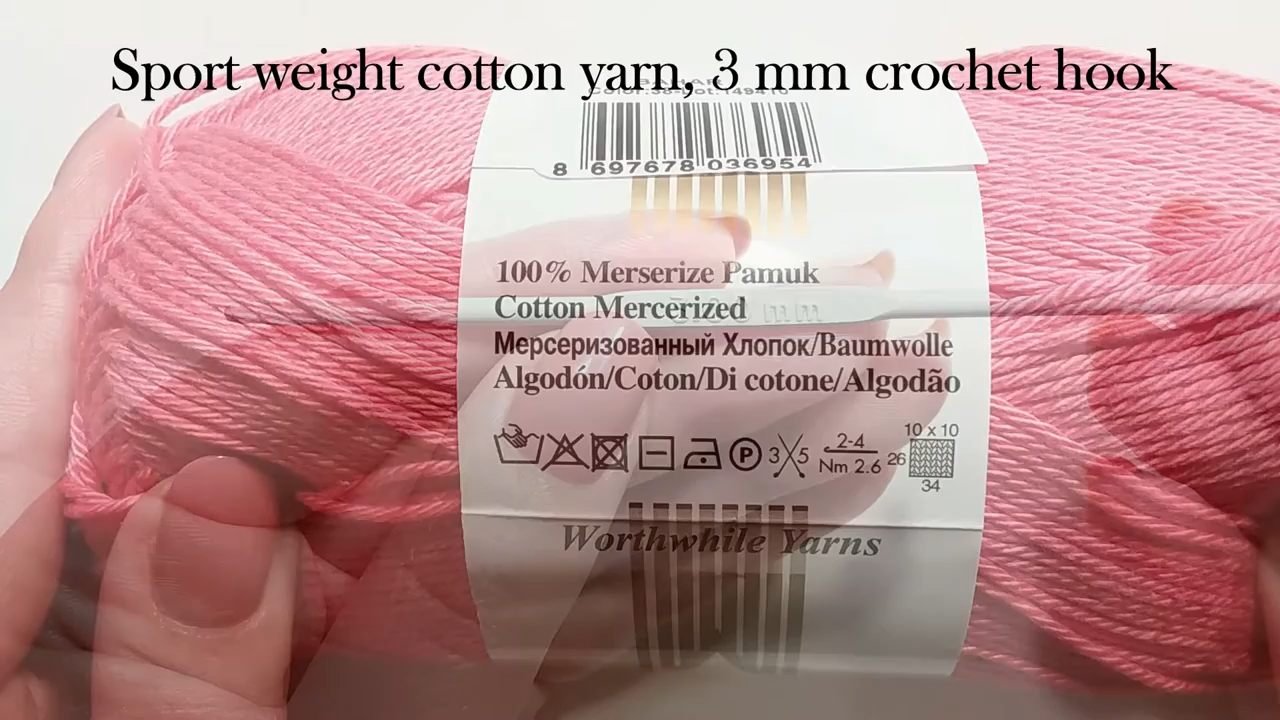 Sport weight cotton yarn, 3 mm crochet hook
8 697678 036954
100% Merserize Pamuk
Cotton Mercerized
Мерсеризованный Хлопок/Baumwolle
Algodón/Coton/Di cotone/Algodão
P 3 5 2-4 Nm 2.6 26 10 x 10 34
Worthwhile Yarns